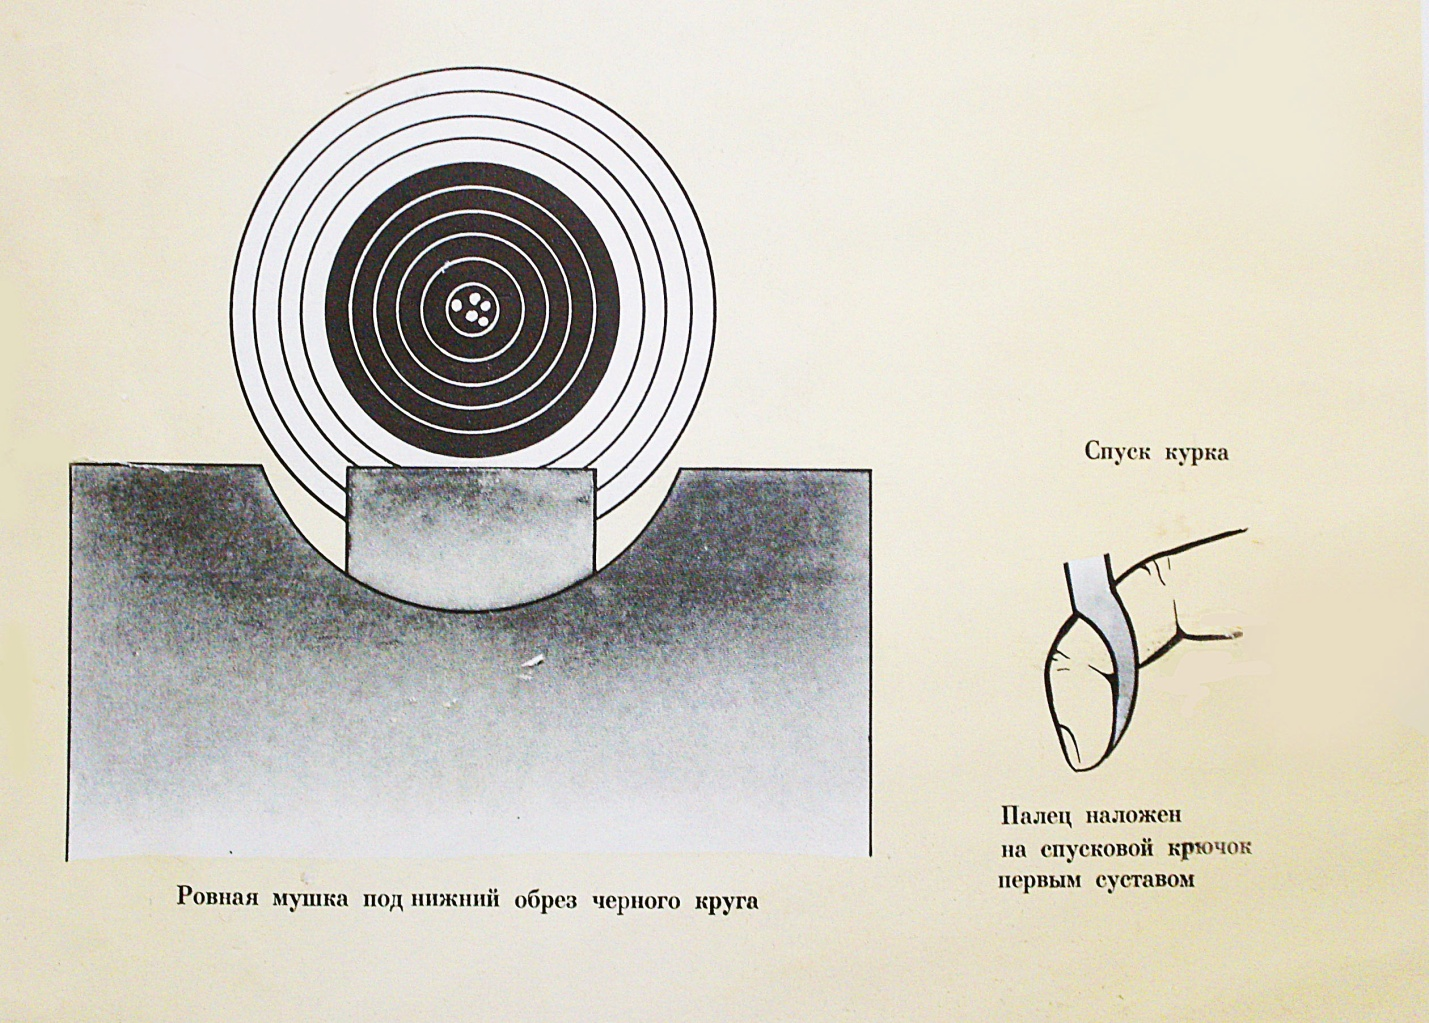 Спуск курка
Палец наложен
на спусковой крючок
первым суставом
Ровная мушка под нижний обрез черного круга